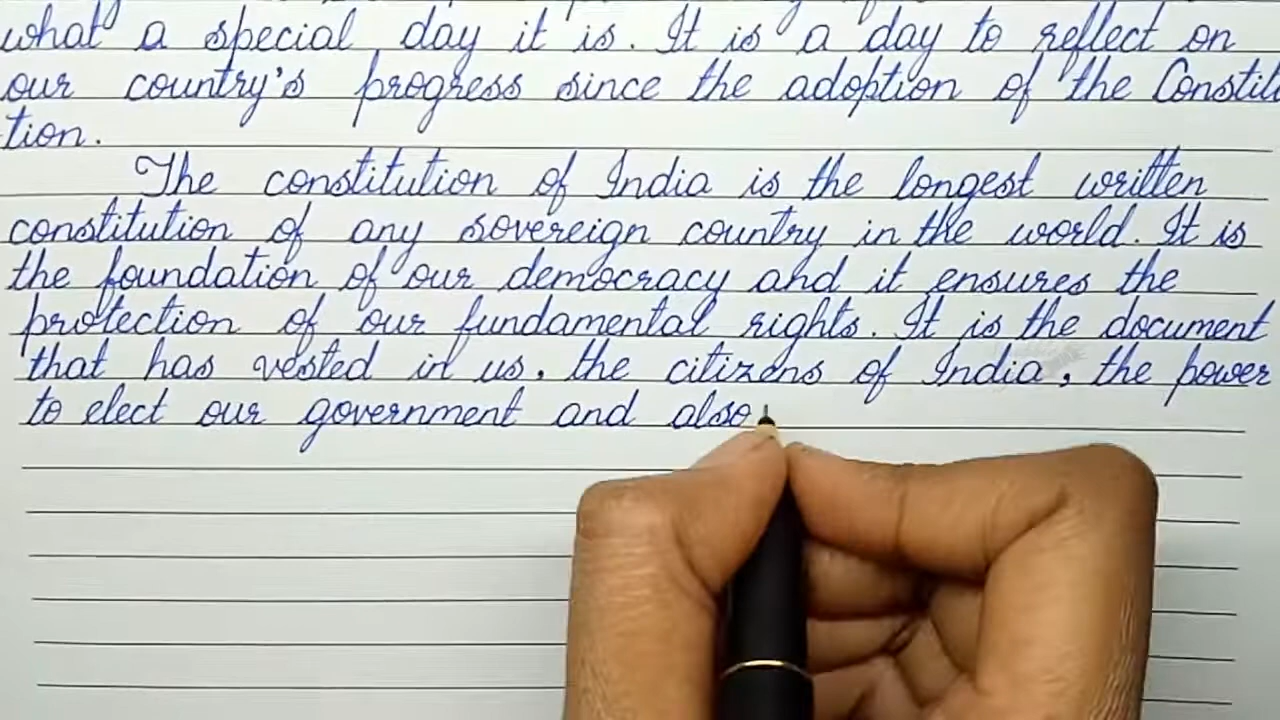 what a special day it is. It is a day to reflect on
our country's progress since the adoption of the Constitu
tion.
The constitution of India is the longest written
constitution of any sovereign country in the world. It is
the foundation of our democracy and it ensures the
protection of our fundamental rights. It is the document
that has vested in us, the citizens of India, the power
to elect our government and also